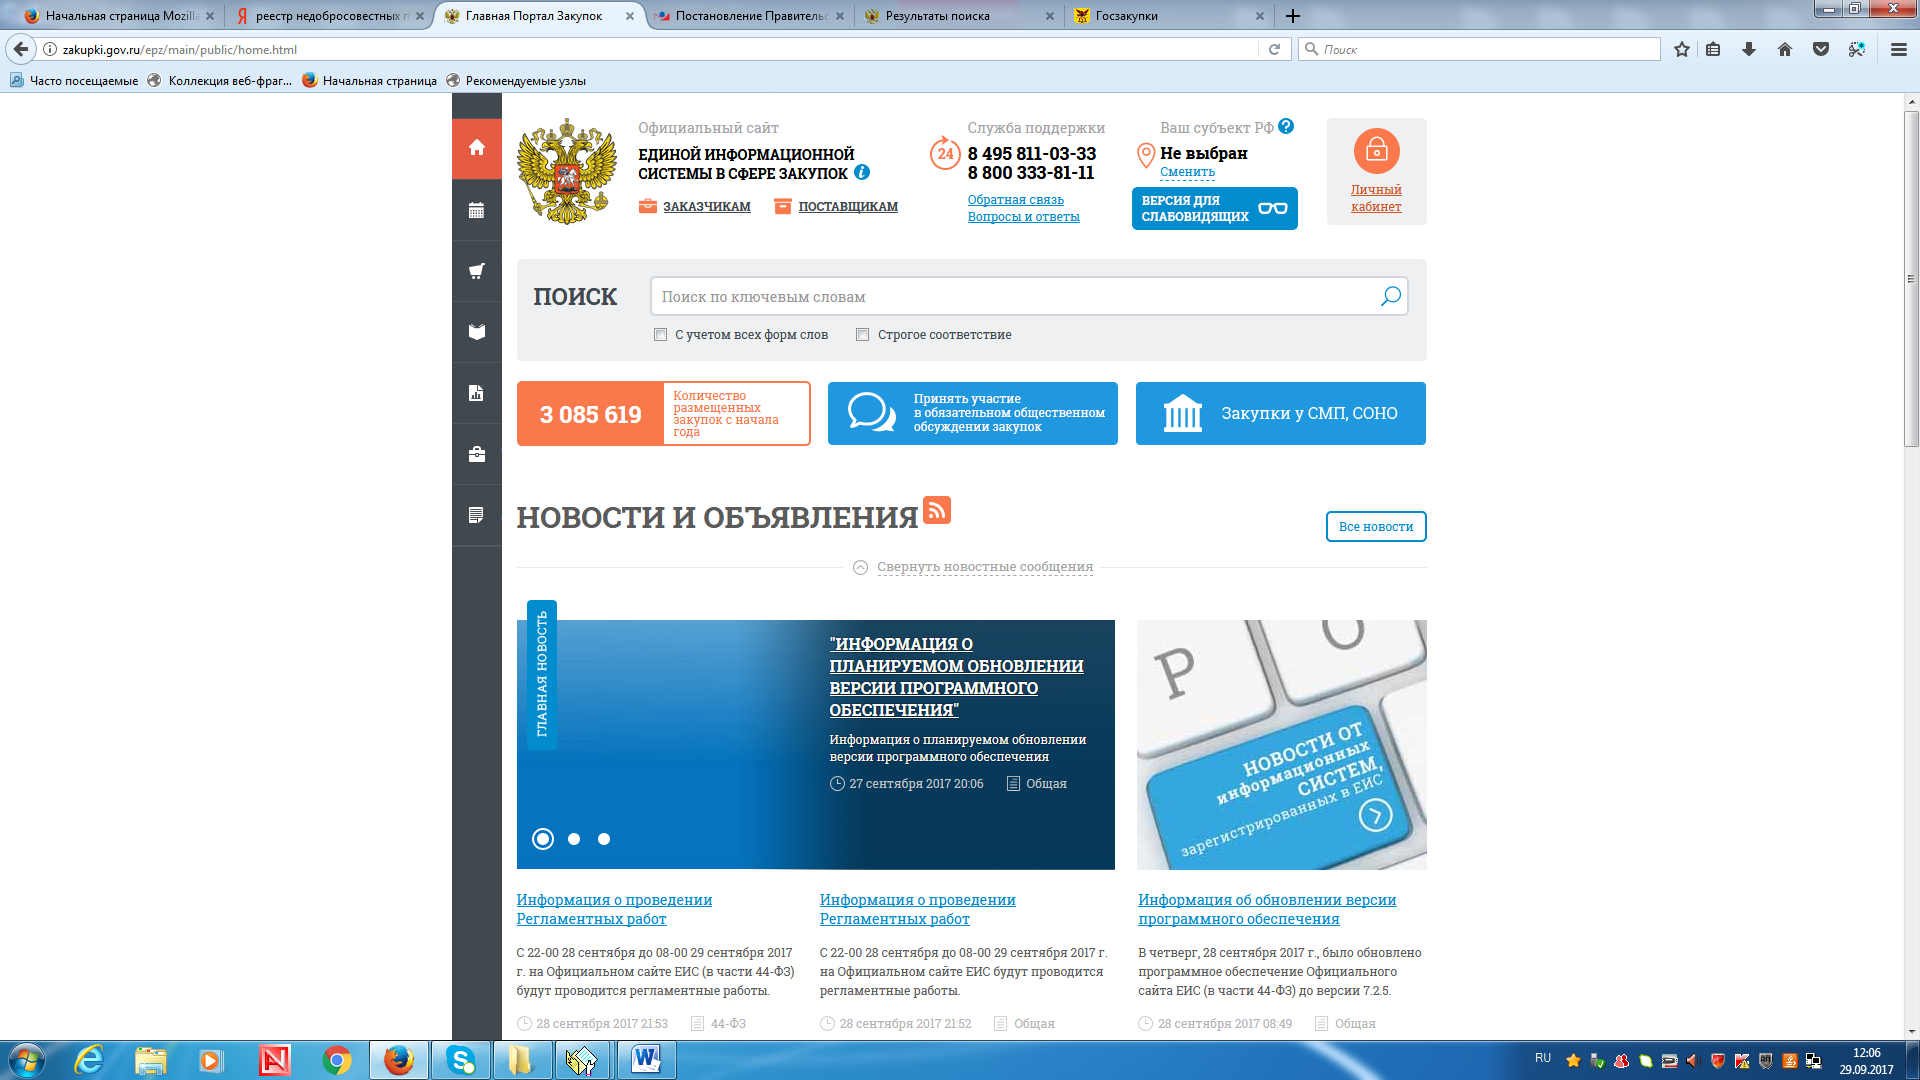 Начальная страница Mozilla
реестр недобросовестных п
Главная Портал Закупок
Постановление Правительс
Результаты поиска
Госзакупки
zakupki.gov.ru/epz/main/public/home.html
Поиск
Часто посещаемые
Коллекция веб-фраг...
Начальная страница
Рекомендуемые узлы
Официальный сайт
ЕДИНОЙ ИНФОРМАЦИОННОЙ
СИСТЕМЫ В СФЕРЕ ЗАКУПОК
ЗАКАЗЧИКАМ
ПОСТАВЩИКАМ
24
Служба поддержки
8 495 811-03-33
8 800 333-81-11
Обратная связь
Вопросы и ответы
Ваш субъект РФ
Не выбран
Сменить
ВЕРСИЯ ДЛЯ
СЛАБОВИДЯЩИХ
Личный
кабинет
ПОИСК
Поиск по ключевым словам
С учетом всех форм слов
Строгое соответствие
3 085 619
Количество
размещенных
закупок с начала
года
Принять участие
в обязательном общественном
обсуждении закупок
Закупки у СМП, СОНО
НОВОСТИ И ОБЪЯВЛЕНИЯ
Все новости
Свернуть новостные сообщения
ГЛАВНАЯ НОВОСТЬ
"ИНФОРМАЦИЯ О
ПЛАНИРУЕМОМ ОБНОВЛЕНИИ
ВЕРСИИ ПРОГРАММНОГО
ОБЕСПЕЧЕНИЯ"
Информация о планируемом обновлении
версии программного обеспечения
27 сентября 2017 20:06
Общая
Р
О
НОВОСТИ ОТ
информационных
СИСТЕМ,
зарегистрированных в ЕИС
Информация о проведении
Регламентных работ
С 22-00 28 сентября до 08-00 29 сентября 2017
г. на Официальном сайте ЕИС (в части 44-ФЗ)
будут проводится регламентные работы.
28 сентября 2017 21:53
44-ФЗ
Информация о проведении
Регламентных работ
С 22-00 28 сентября до 08-00 29 сентября 2017 г.
на Официальном сайте ЕИС будут проводится
регламентные работы.
28 сентября 2017 21:52
Общая
Информация об обновлении версии
программного обеспечения
В четверг, 28 сентября 2017 г., было обновлено
программное обеспечение Официального
сайта ЕИС (в части 44-ФЗ) до версии 7.2.5.
28 сентября 2017 08:49
Общая
RU
12:06
29.09.2017